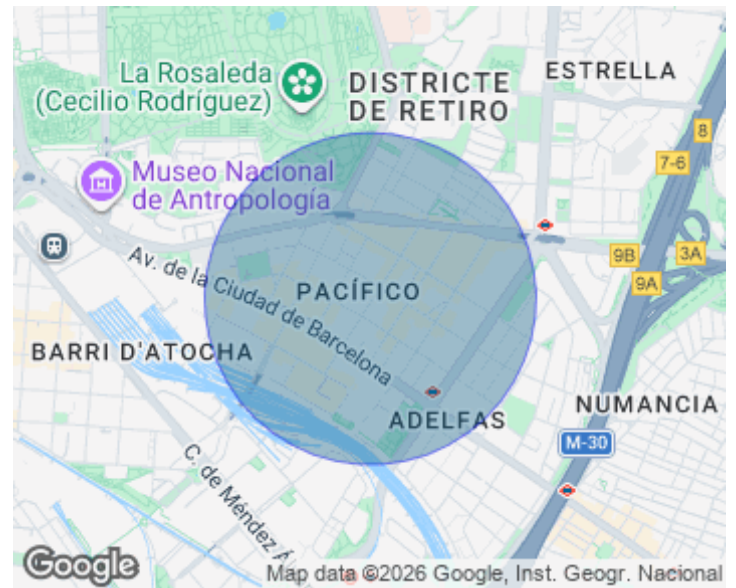 La Rosaleda
(Cecilio Rodríguez)
DISTRICTE
DE RETIRO
ESTRELLA
8
7-6
Museo Nacional
de Antropología
9B
3A
9A
Av. de la Ciudad de Barcelona
PACÍFICO
BARRI D'ATOCHA
ADELFAS
NUMANCIA
M-30
C. de Méndez Á
Google
Map data ©2026 Google, Inst. Geogr. Nacional